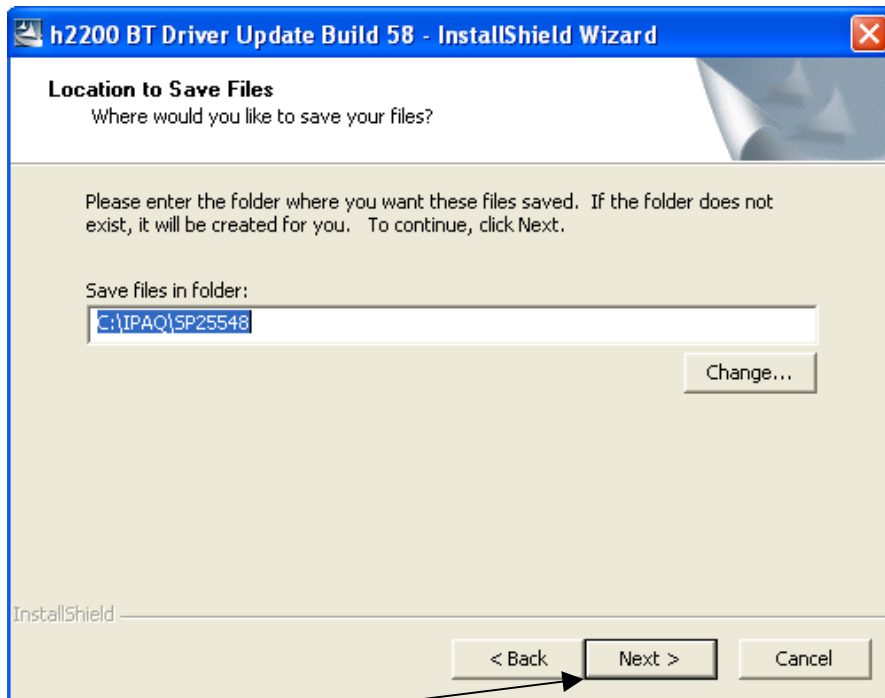 h2200 BT Driver Update Build 58 - InstallShield Wizard
Location to Save Files
Where would you like to save your files?
Please enter the folder where you want these files saved.  If the folder does not
exist, it will be created for you.   To continue, click Next.
Save files in folder:
C:\IPAQ\SP25548
Change...
InstallShield
< Back
Next >
Cancel